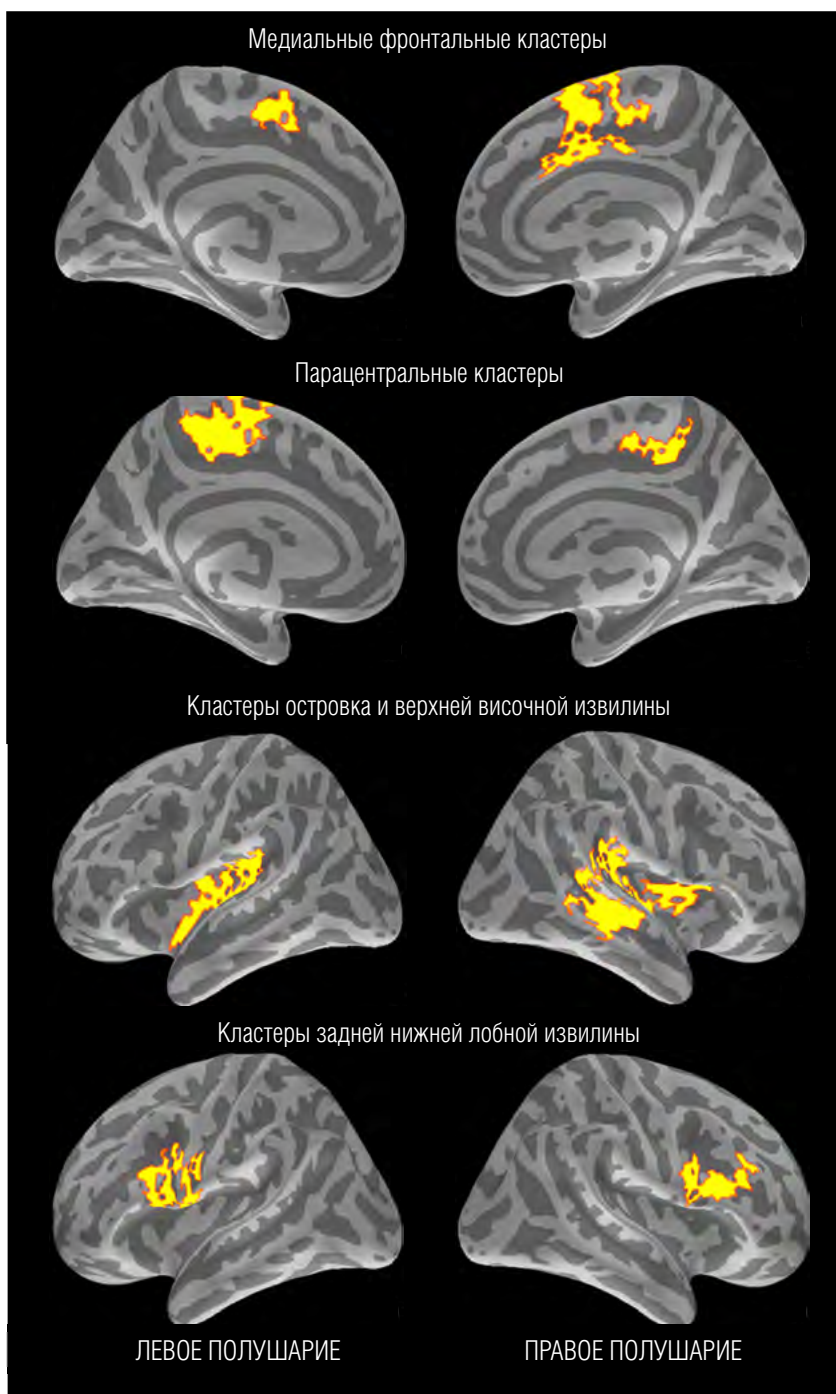 Медиальные фронтальные кластеры
Парацентральные кластеры
Кластеры островка и верхней височной извилины
Кластеры задней нижней лобной извилины
ЛЕВОЕ ПОЛУШАРИЕ
ПРАВОЕ ПОЛУШАРИЕ